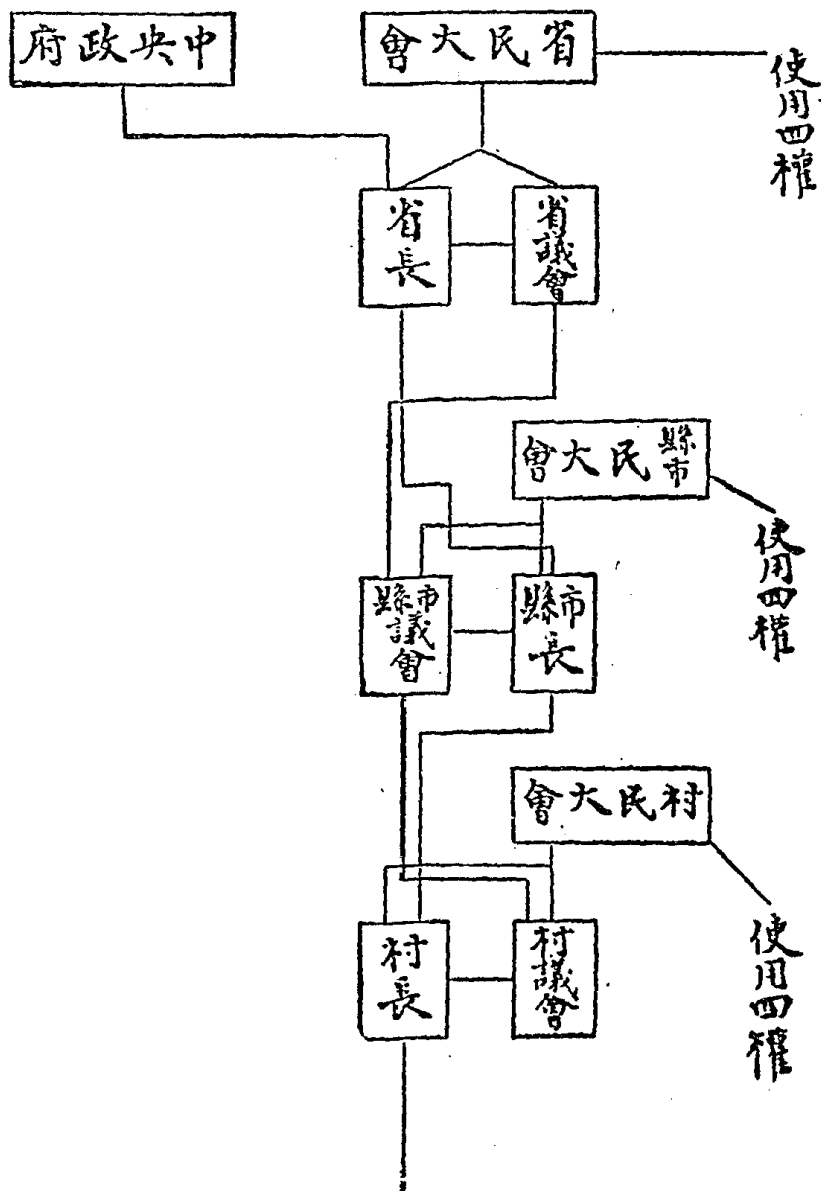 省民大會
中央政府
使用四權
省議會
省長
縣市民大會
使用四權
縣市長
縣市議會
村民大會
使用四權
村議會
村長